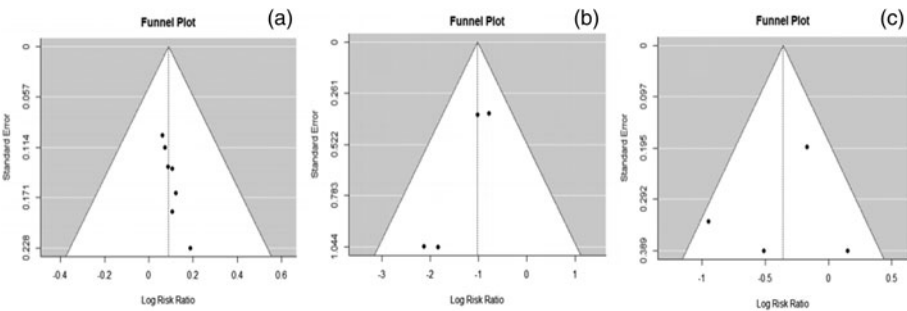 (a)
Funnel Plot
Standard Error
0
0.057
0.114
0.171
0.228
-0.4 -0.2 0 0.2 0.4 0.6
Log Risk Ratio
(b)
Funnel Plot
Standard Error
0
0.261
0.522
0.783
1.044
-3 -2 -1 0 1
Log Risk Ratio
(c)
Funnel Plot
Standard Error
0
0.097
0.195
0.292
0.389
-1 -0.5 0 0.5
Log Risk Ratio